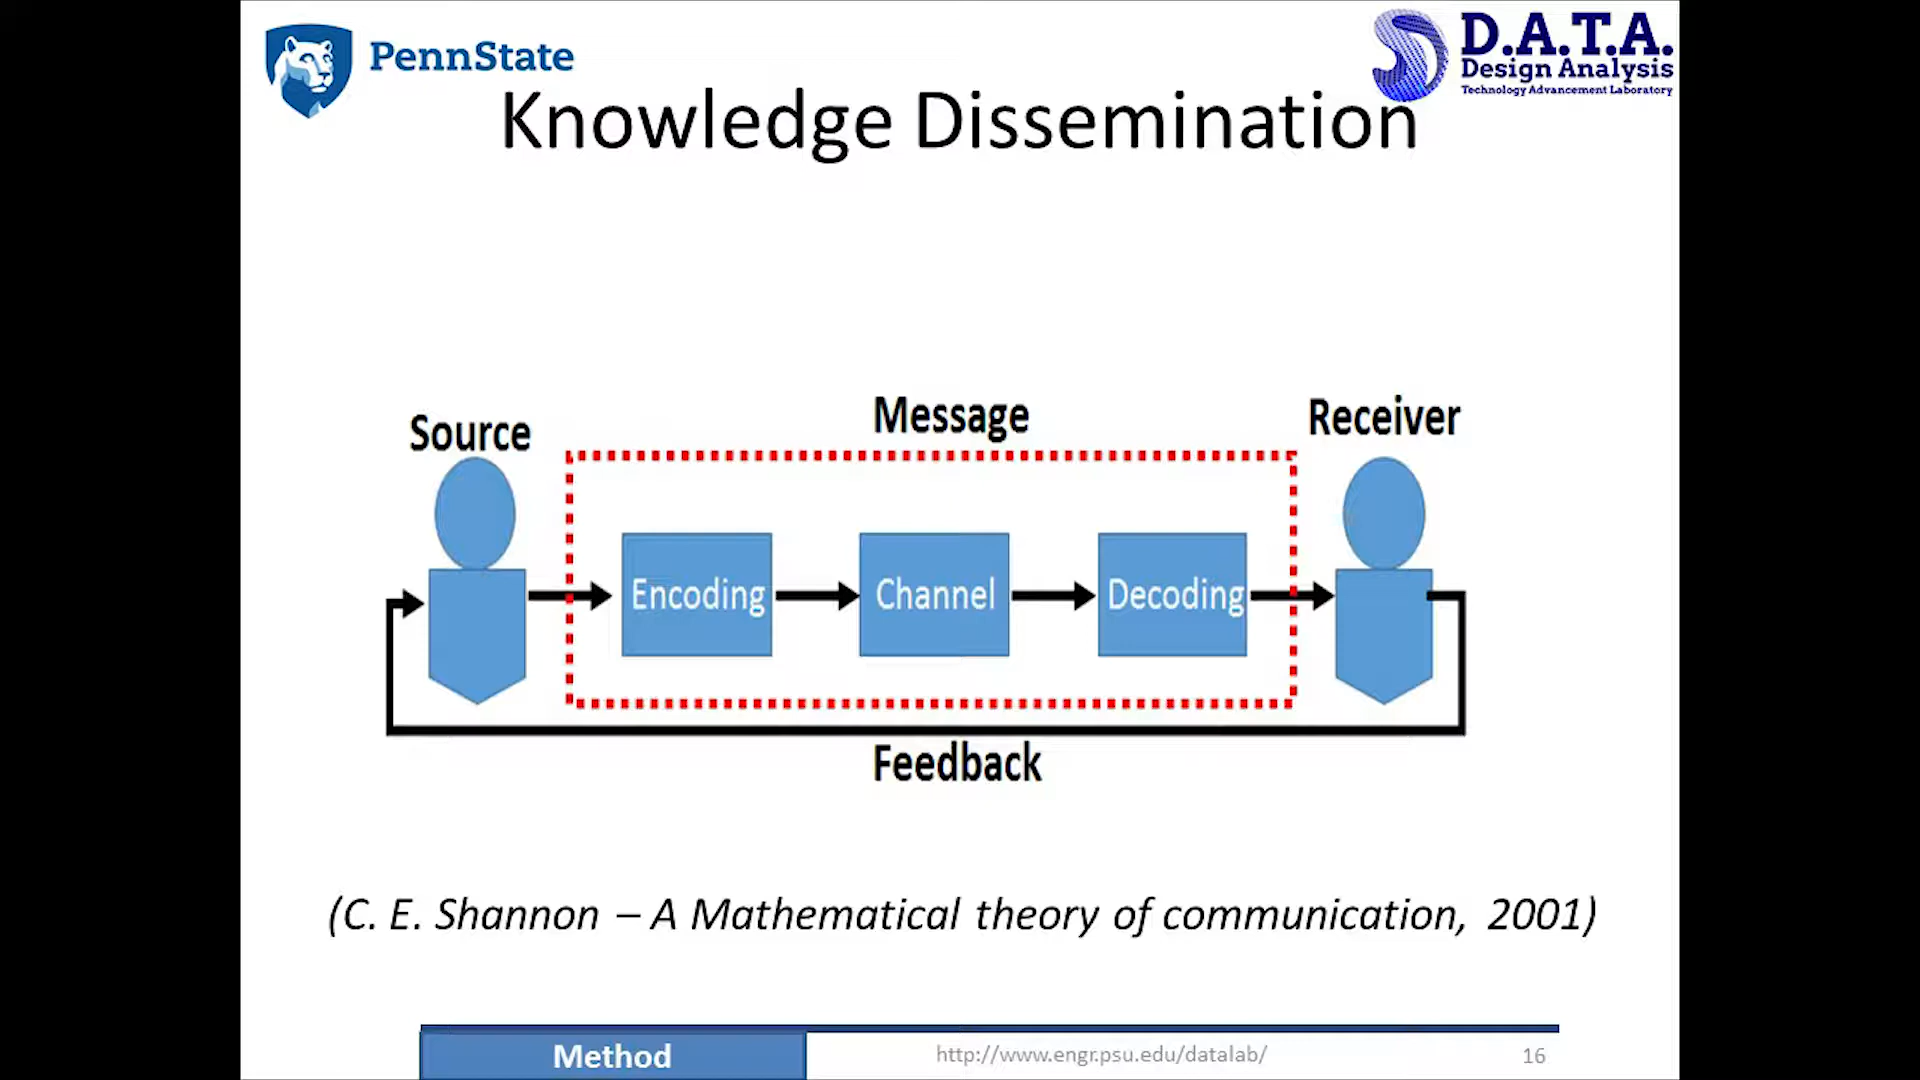 PennState
D.A.T.A.
Design Analysis
Technology Advancement Laboratory
Knowledge Dissemination
Source
Message
Receiver
Encoding
Channel
Decoding
Feedback
(C. E. Shannon – A Mathematical theory of communication, 2001)
Method
http://www.engr.psu.edu/datalab/
16